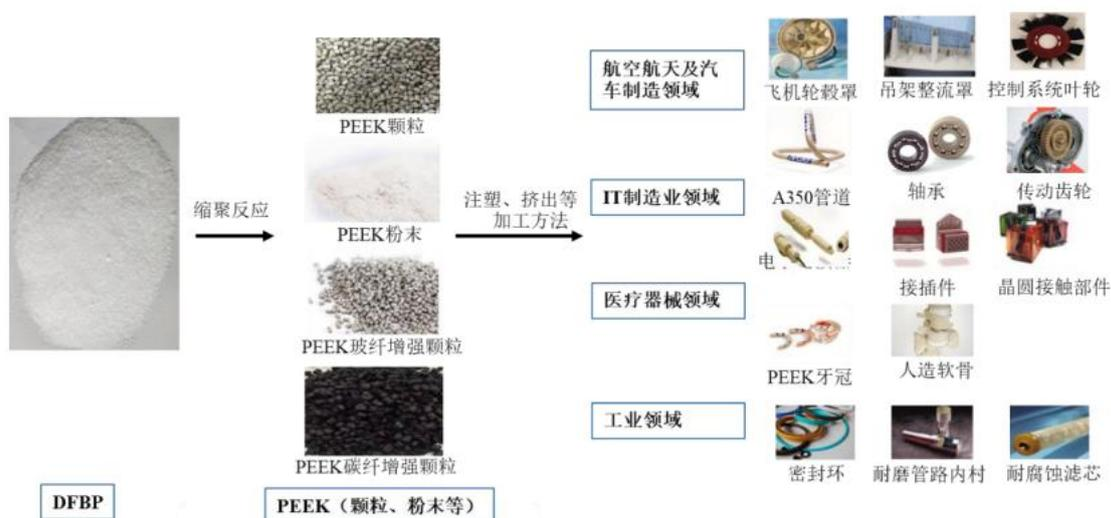 缩聚反应
DFBP
PEEK颗粒
PEEK粉末
PEEK玻纤增强颗粒
PEEK碳纤增强颗粒
PEEK（颗粒、粉末等）
注塑、挤出等
加工方法
航空航天及汽
车制造领域
飞机轮毂罩
吊架整流罩
控制系统叶轮
A350管道
轴承
传动齿轮
IT制造业领域
接插件
晶圆接触部件
医疗器械领域
PEEK牙冠
人造软骨
工业领域
密封环
耐磨管路内村
耐腐蚀滤芯